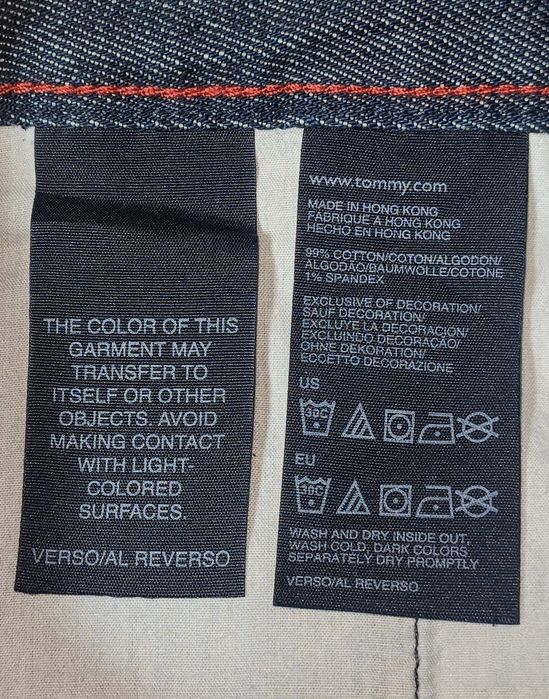 THE COLOR OF THIS
GARMENT MAY
TRANSFER TO
ITSELF OR OTHER
OBJECTS. AVOID
MAKING CONTACT
WITH LIGHT-
COLORED
SURFACES.
VERSO/AL REVERSO
www.tommy.com
MADE IN HONG KONG
FABRIQUE A HONG KONG
HECHO EN HONG KONG
99% COTTON/COTON/ALGODON/
ALGODÃO/BAUMWOLLE/COTONE
1% SPANDEX
EXCLUSIVE OF DECORATION/
SAUF DECORATION/
EXCLUYE LA DECORACION/
EXCLUINDO DECORAÇÃO/
OHNE DEKORATION/
ECCETTO DECORAZIONE
US
30C
EU
30C
WASH AND DRY INSIDE OUT,
WASH COLD, DARK COLORS
SEPARATELY DRY PROMPTLY
VERSO/AL REVERSO